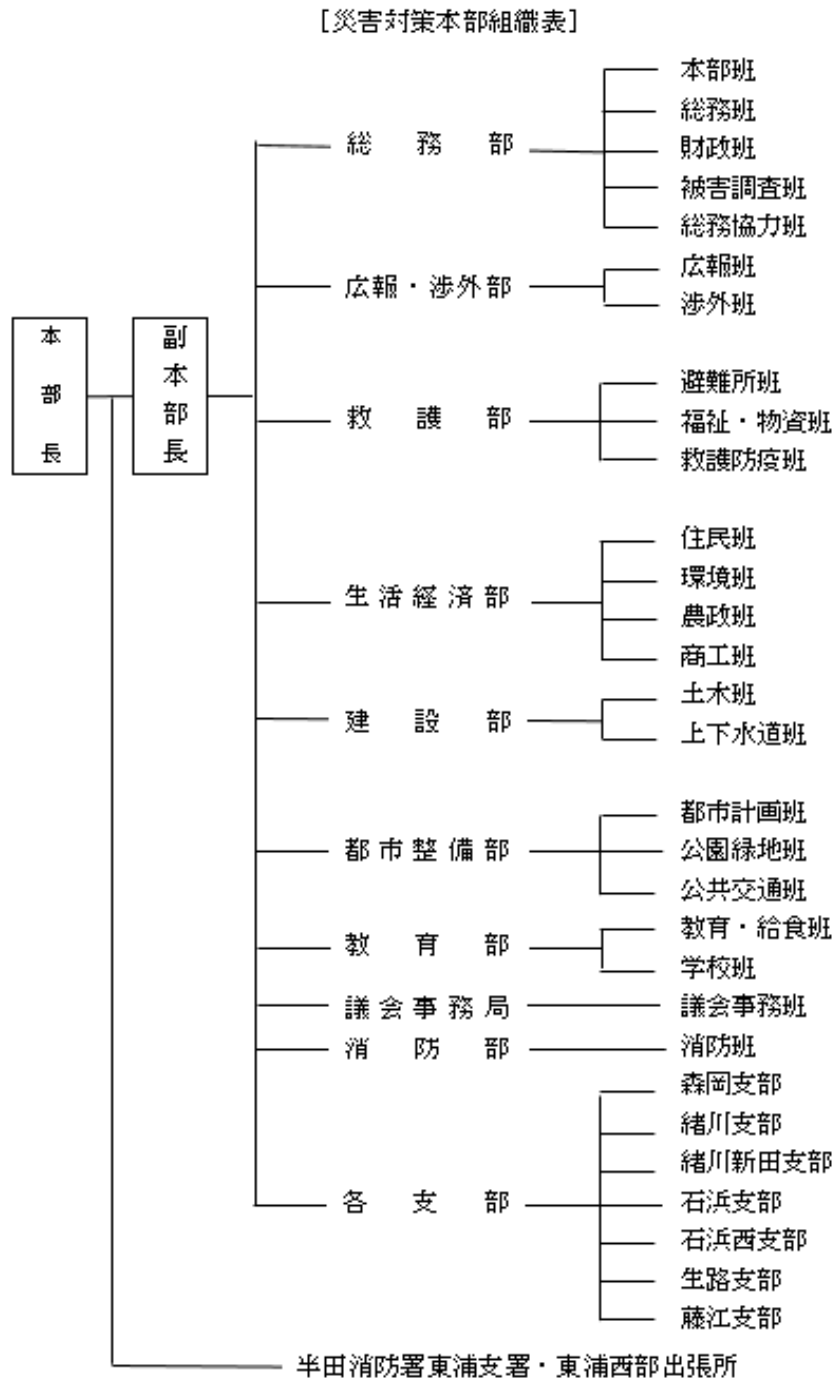 [災害対策本部組織表]
本部長
副本部長
総務部
本部班
総務班
財政班
被害調査班
総務協力班
広報・渉外部
広報班
渉外班
救護部
避難所班
福祉・物資班
救護防疫班
生活経済部
住民班
環境班
農政班
商工班
建設部
土木班
上下水道班
都市整備部
都市計画班
公園緑地班
公共交通班
教育部
教育・給食班
学校班
議会事務局
議会事務班
消防部
消防班
各支部
森岡支部
緒川支部
緒川新田支部
石浜支部
石浜西支部
生路支部
藤江支部
半田消防署東浦支署・東浦西部出張所